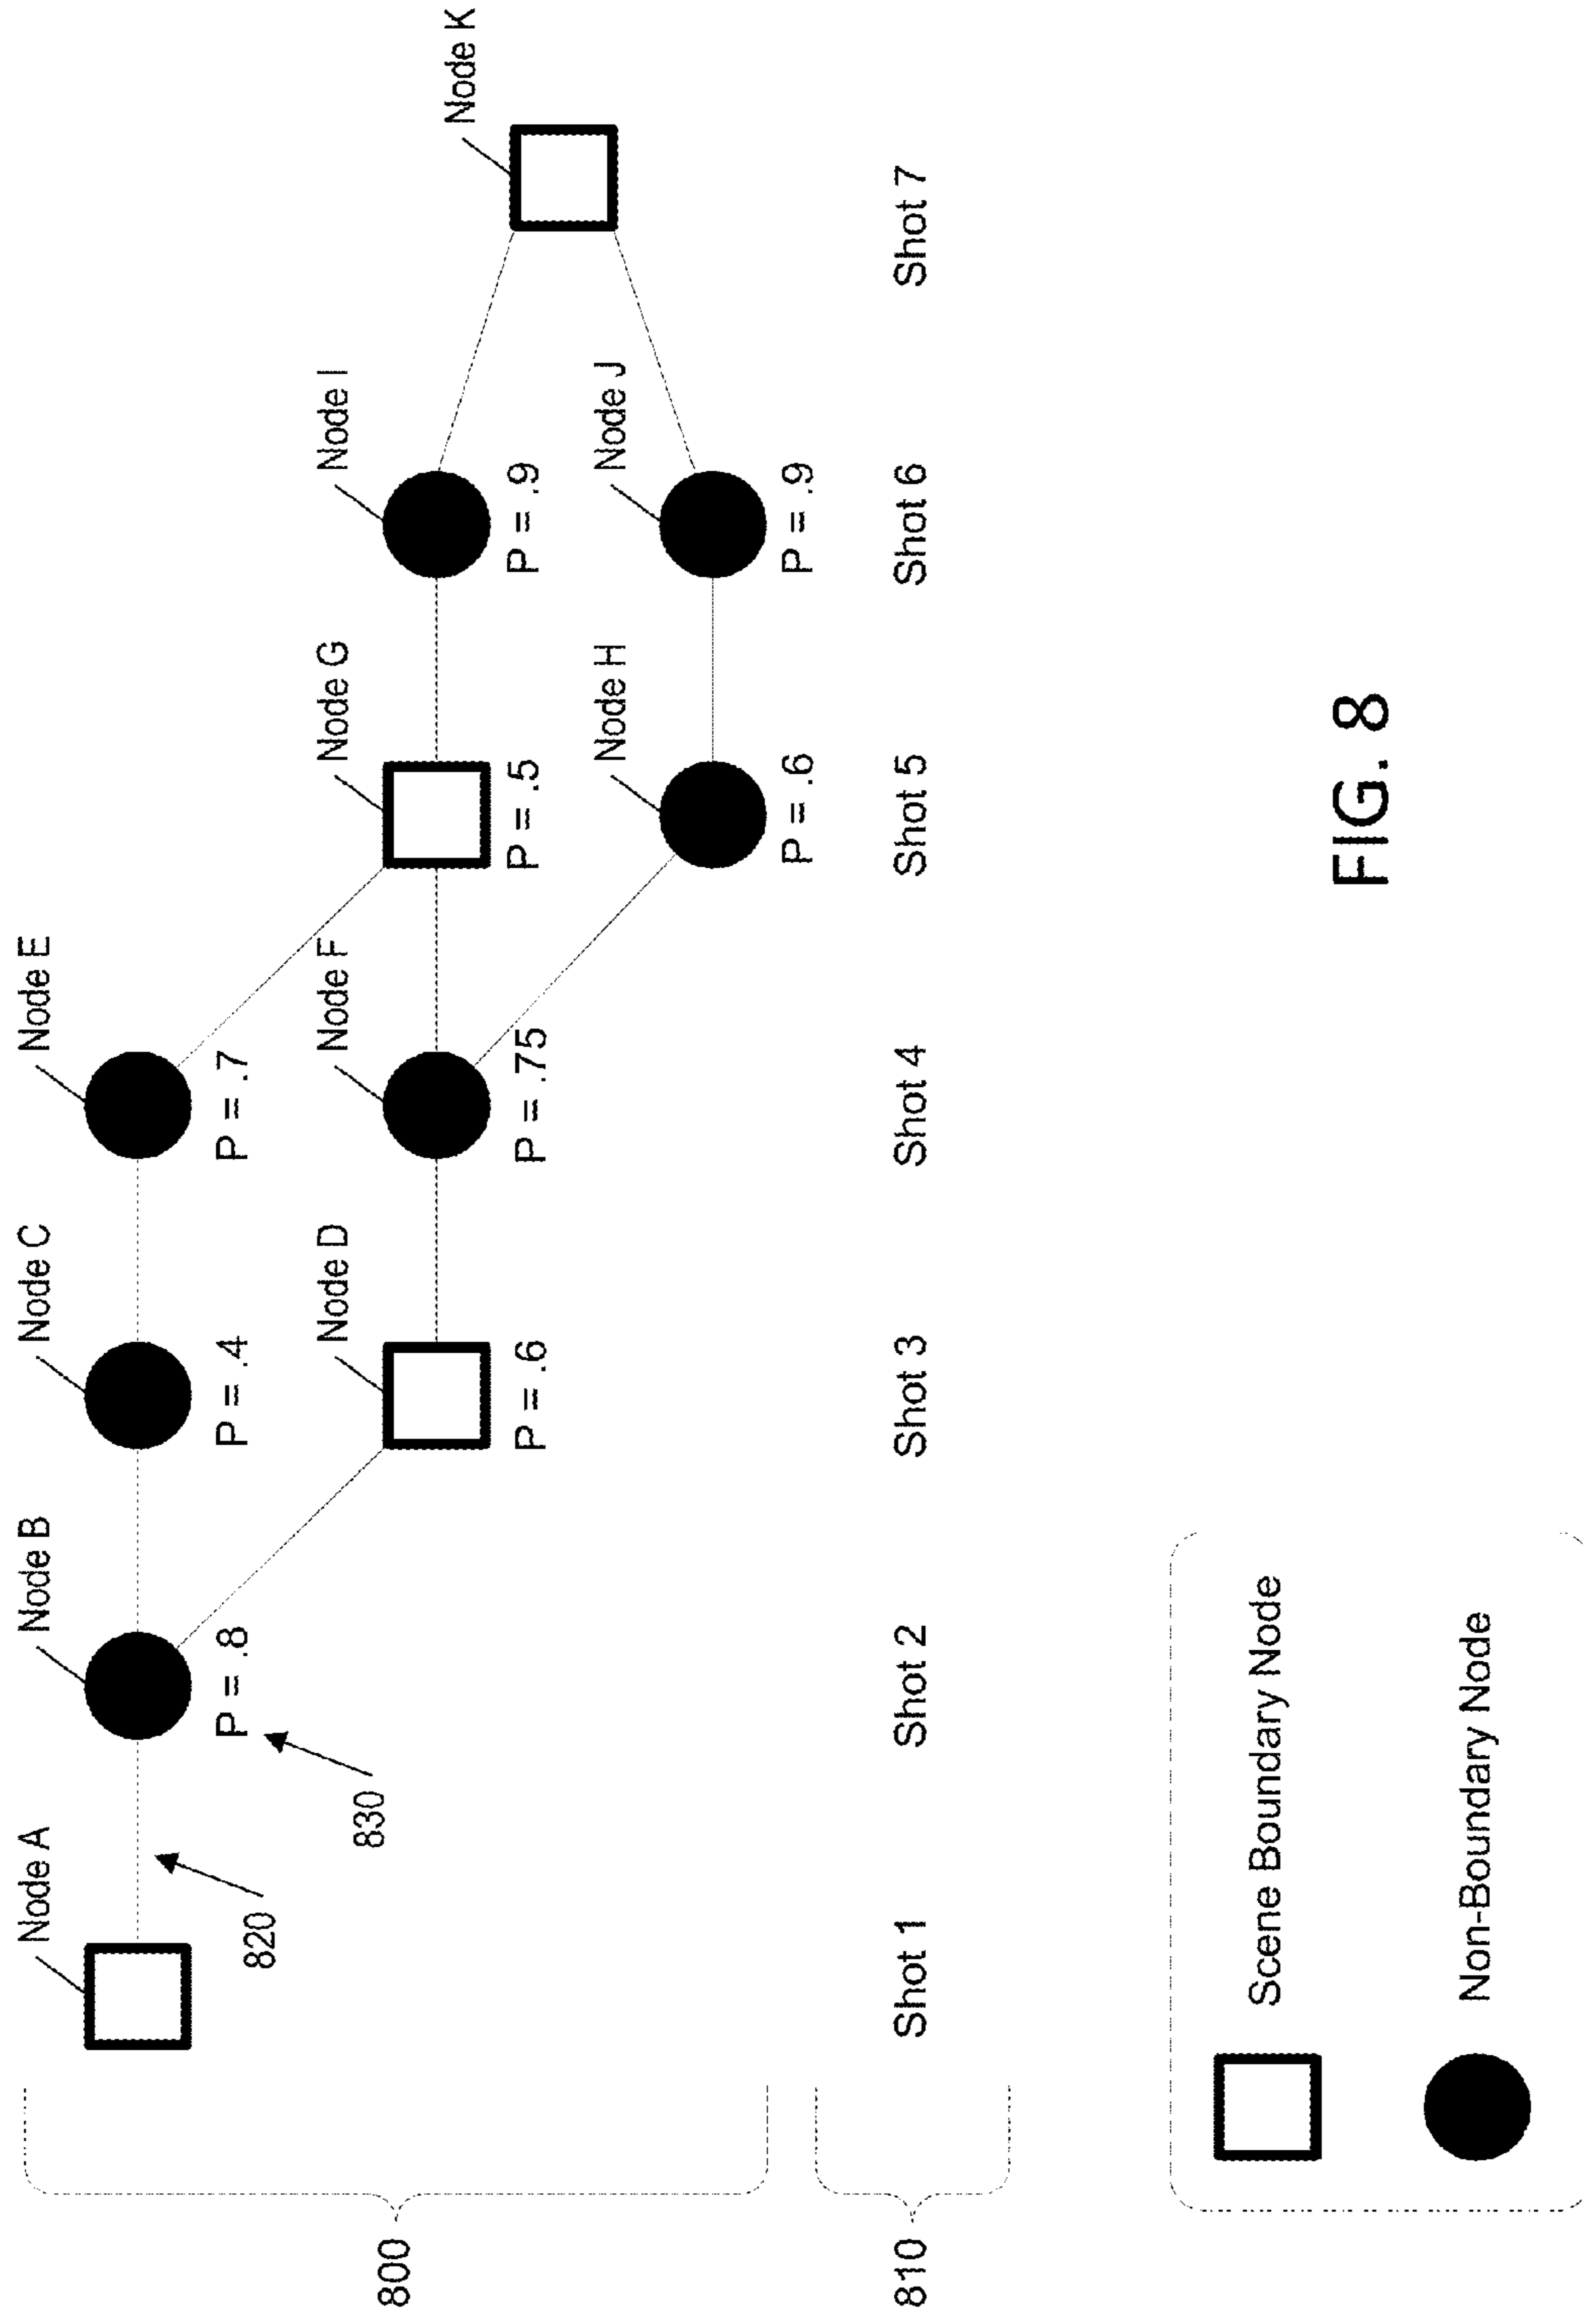 Node A
Node B
Node C
Node E
820
P = .8
P = .4
P = .7
830
Node D
Node F
Node G
Node I
800
P = .6
P = .75
P = .5
P = .9
Node K
Node H
Node J
P = .6
P = .9
810
Shot 1
Shot 2
Shot 3
Shot 4
Shot 5
Shot 6
Shot 7
Scene Boundary Node
Non-Boundary Node
FIG. 8